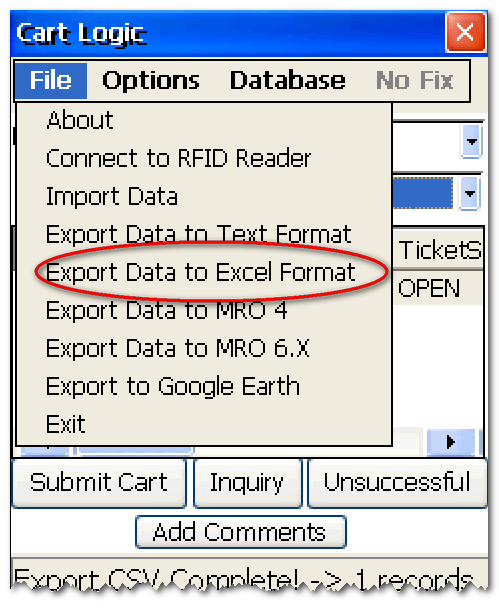 Cart Logic
File Options Database No Fix
About
Connect to RFID Reader
Import Data
Export Data to Text Format
Export Data to Excel Format
TicketS
OPEN
Export Data to MRO 4
Export Data to MRO 6.X
Export to Google Earth
Exit
Submit Cart Inquiry Unsuccessful
Add Comments
Export CSV Complete! -> 1 records